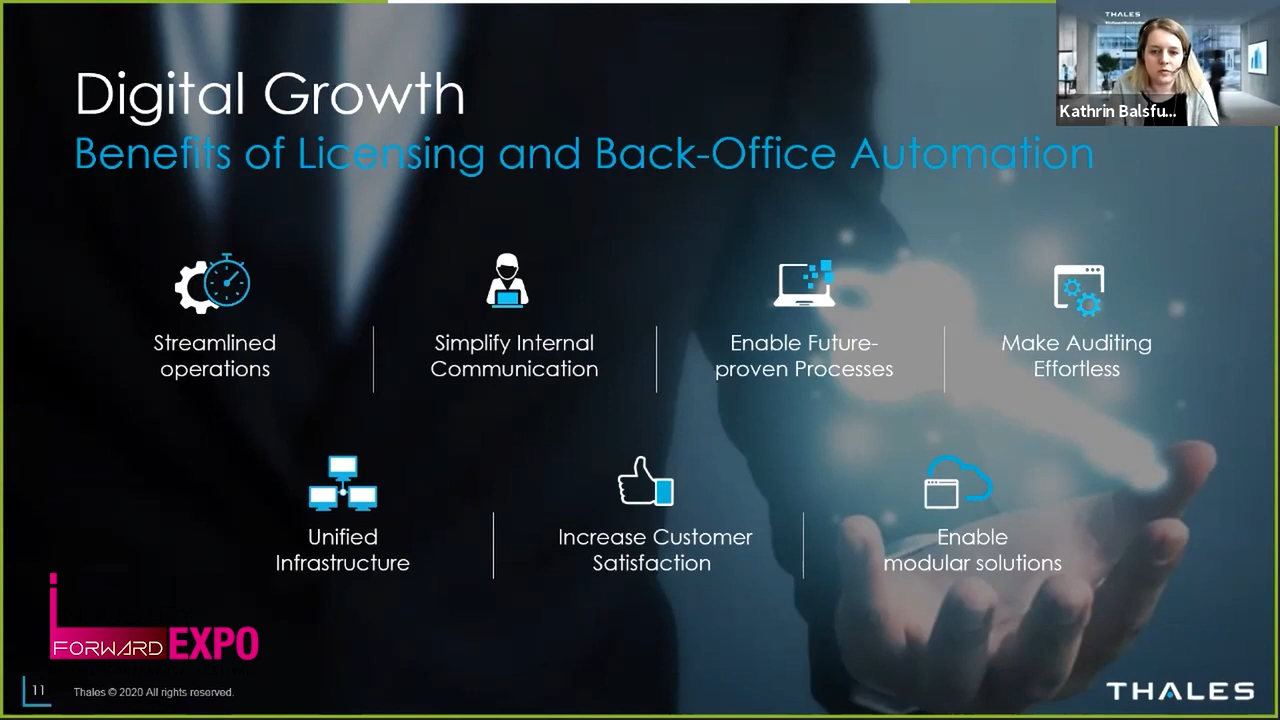 THALES
Digital Growth
Kathrin Balsfu...
Benefits of Licensing and Back-Office Automation
Streamlined
operations
Simplify Internal
Communication
Enable Future-
proven Processes
Make Auditing
Effortless
Unified
Infrastructure
Increase Customer
Satisfaction
Enable
modular solutions
FORWARD EXPO
11
Thales © 2020 All rights reserved.
THALES